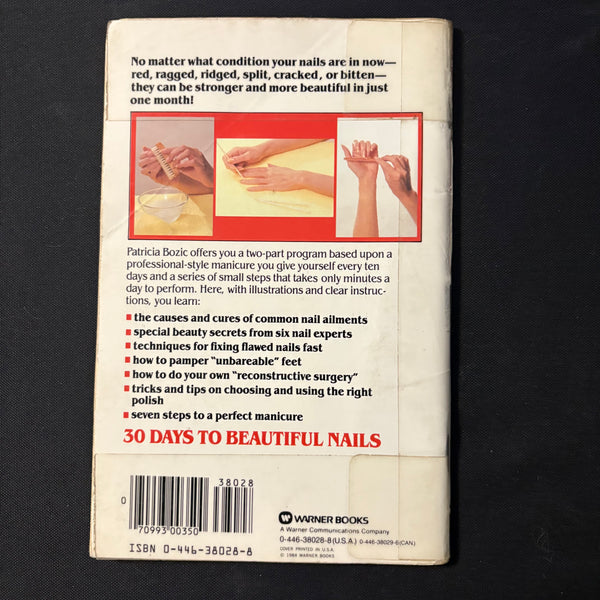 No matter what condition your nails are in now—
red, ragged, ridged, split, cracked, or bitten—
they can be stronger and more beautiful in just
one month!
Patricia Bozic offers you a two-part program based upon a
professional-style manicure you give yourself every ten
days and a series of small steps that takes only minutes
a day to perform. Here, with illustrations and clear instruc-
tions, you learn:
■ the causes and cures of common nail ailments
■ special beauty secrets from six nail experts
■ techniques for fixing flawed nails fast
■ how to pamper "unbareable" feet
■ how to do your own "reconstructive surgery"
■ tricks and tips on choosing and using the right
polish
■ seven steps to a perfect manicure
30 DAYS TO BEAUTIFUL NAILS
38028
0
70993 00350
ISBN 0-446-38028-8
WARNER BOOKS
A Warner Communications Company
0-446-38028-8 (U.S.A.) 0-446-38029-6 (CAN.)
COVER PRINTED IN U.S.A.
© 1984 WARNER BOOKS